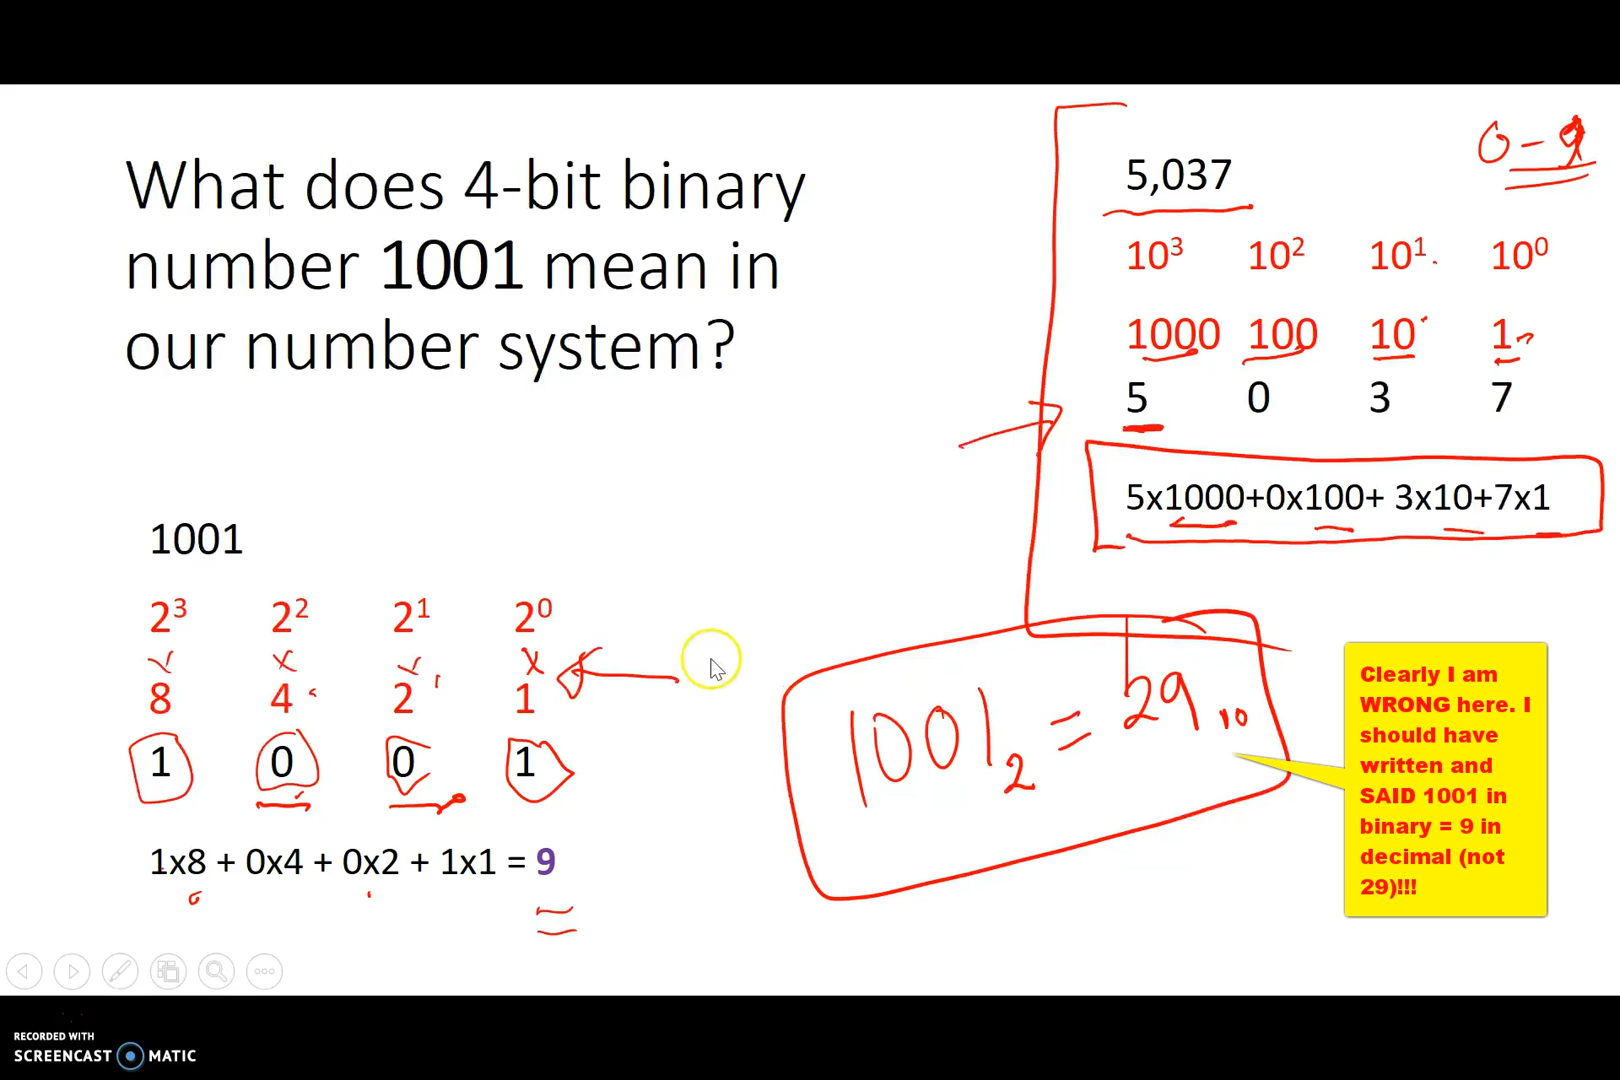 What does 4-bit binary
number 1001 mean in
our number system?
0-9
5,037
10³ 10² 10¹ 10⁰
1000 100 10 1
5 0 3 7
5x1000+0x100+ 3x10+7x1
1001
2³ 2² 2¹ 2⁰
x x x x
8 4 2 1
1 0 0 1
1x8 + 0x4 + 0x2 + 1x1 = 9
1001₂ = 29₁₀
Clearly I am
WRONG here. I
should have
written and
SAID 1001 in
binary = 9 in
decimal (not
29)!!!
RECORDED WITH
SCREENCAST MATIC